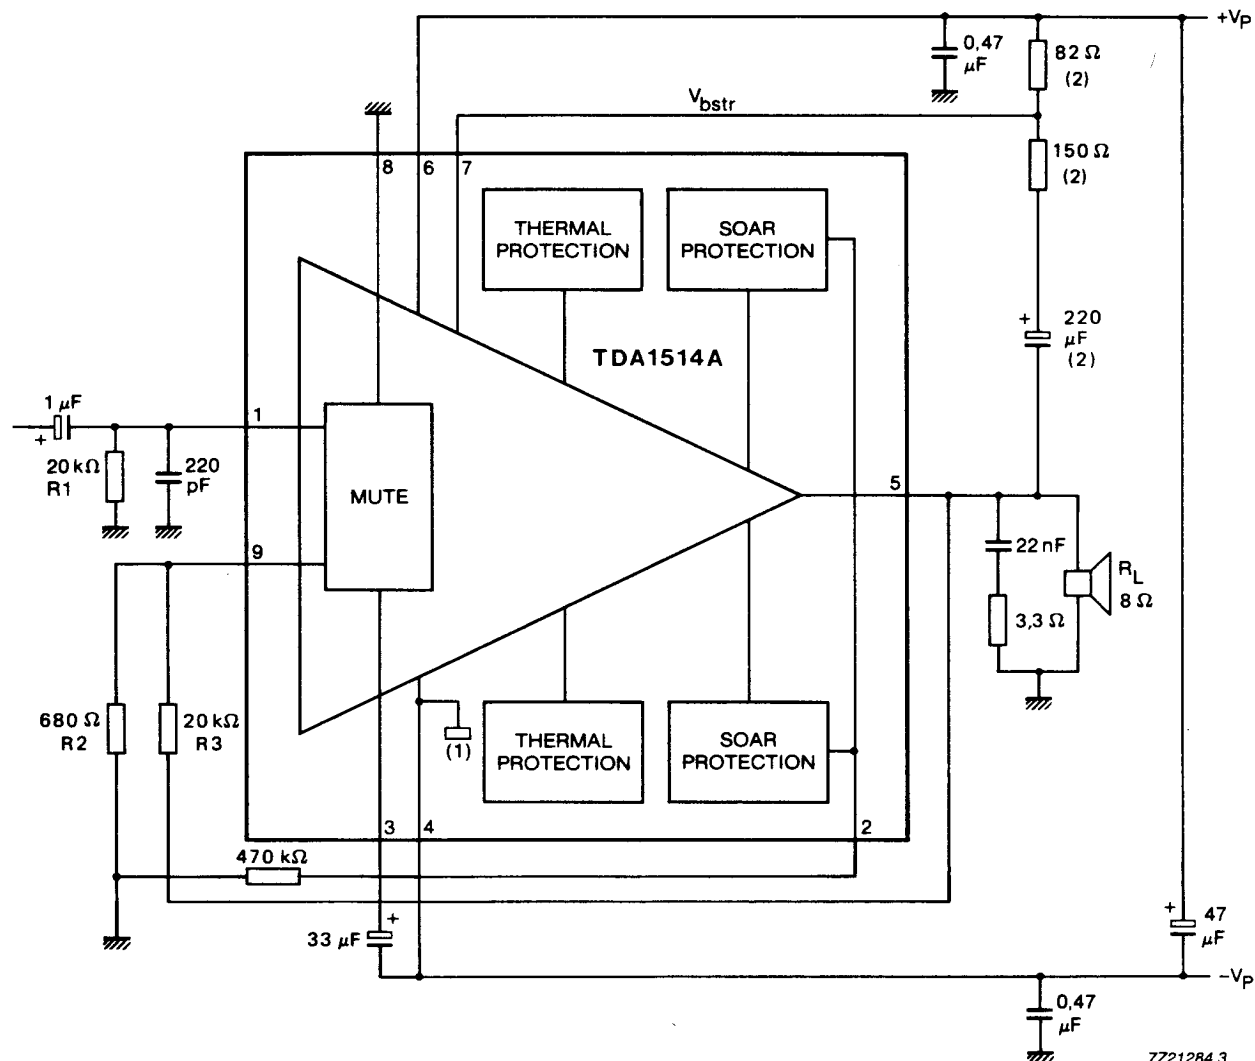 +VP
0,47
µF
82 Ω
(2)
Vbstr
150 Ω
(2)
8
6
7
THERMAL
PROTECTION
SOAR
PROTECTION
+
220
µF
(2)
TDA1514A
1 µF
+
1
20 kΩ
R1
220
pF
MUTE
5
9
22 nF
RL
8 Ω
3,3 Ω
680 Ω
R2
20 kΩ
R3
(1)
THERMAL
PROTECTION
SOAR
PROTECTION
3
4
2
470 kΩ
+
33 µF
+
47
µF
-VP
0,47
µF
7721284.3